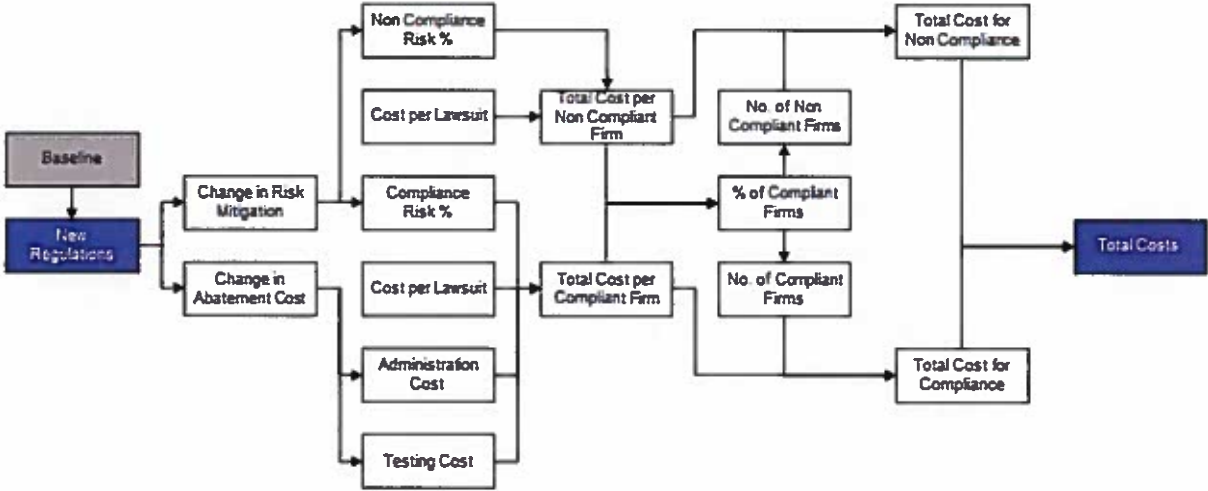 Baseline
New
Regulations
Change in Risk
Mitigation
Change in
Abatement Cost
Non Compliance
Risk %
Cost per Lawsuit
Compliance
Risk %
Cost per Lawsuit
Administration
Cost
Testing Cost
Total Cost per
Non Compliant
Firm
Total Cost per
Compliant Firm
No. of Non
Compliant Firms
% of Compliant
Firms
No. of Compliant
Firms
Total Cost for
Non Compliance
Total Cost for
Compliance
Total Costs